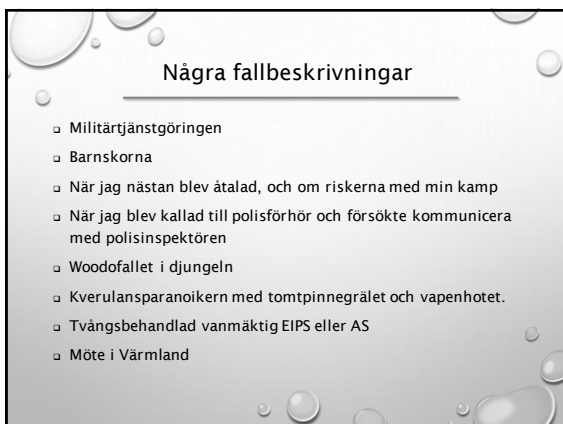 Några fallbeskrivningar
Militärtjänstgöringen
Barnskorna
När jag nästan blev åtalad, och om riskerna med min kamp
När jag blev kallad till polisförhör och försökte kommunicera
med polisinspektören
Woodofallet i djungeln
Kverulansparanoikern med tomtpinnegrälet och vapenhotet.
Tvångsbehandlad vanmäktig EIPS eller AS
Möte i Värmland